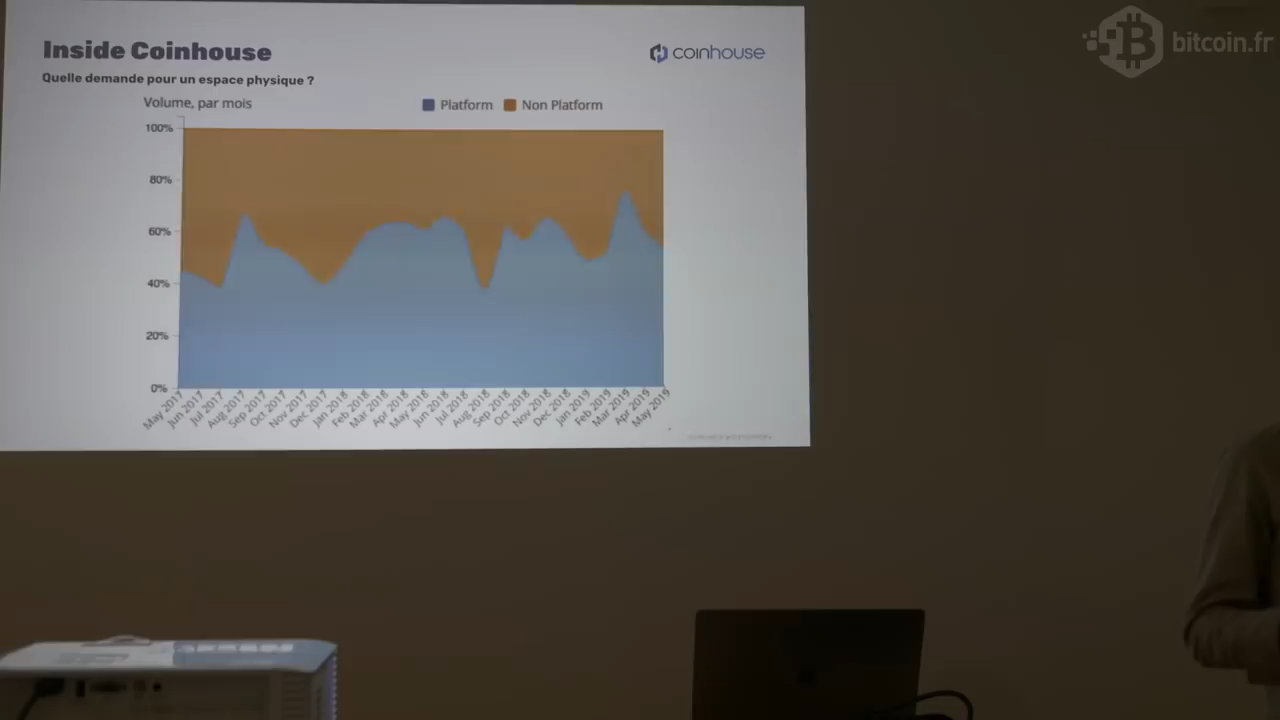 Inside Coinhouse
coinhouse
Quelle demande pour un espace physique ?
Volume, par mois
Platform
Non Platform
100%
80%
60%
40%
20%
0%
May 2017
Jun 2017
Jul 2017
Aug 2017
Sep 2017
Oct 2017
Nov 2017
Dec 2017
Jan 2018
Feb 2018
Mar 2018
Apr 2018
May 2018
Jun 2018
Jul 2018
Aug 2018
Sep 2018
Oct 2018
Nov 2018
Dec 2018
Jan 2019
Feb 2019
Mar 2019
Apr 2019
May 2019
bitcoin.fr